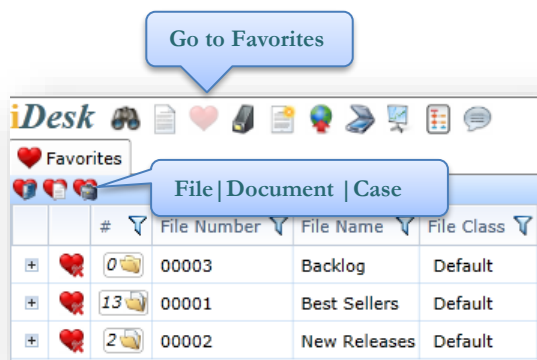 Go to Favorites
iDesk
Favorites
File|Document |Case
# File Number File Name File Class
0 00003 Backlog Default
13 00001 Best Sellers Default
2 00002 New Releases Default